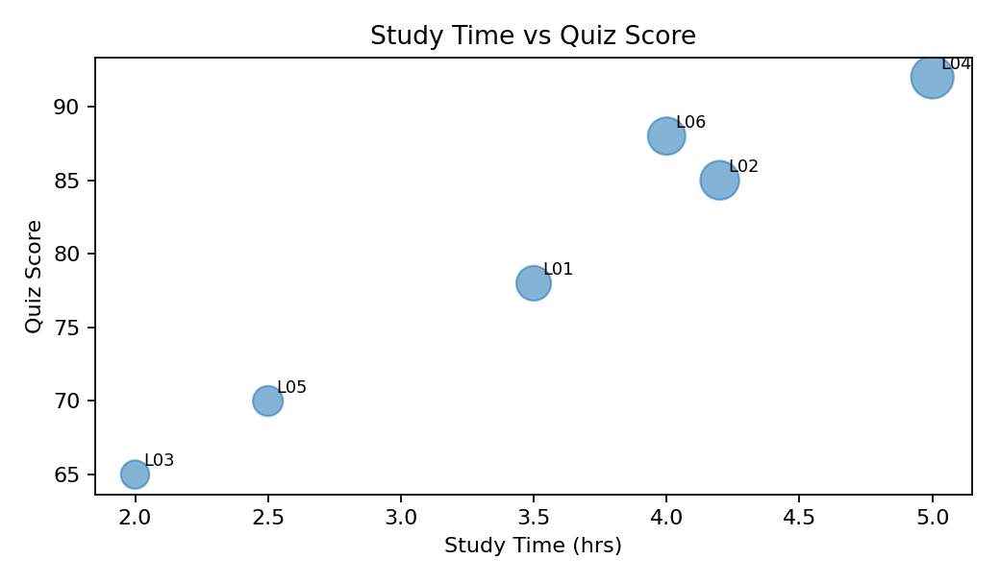 Study Time vs Quiz Score
L04
90
L06
85
L02
80
L01
75
70
L05
65
L03
Quiz Score
2.0 2.5 3.0 3.5 4.0 4.5 5.0
Study Time (hrs)